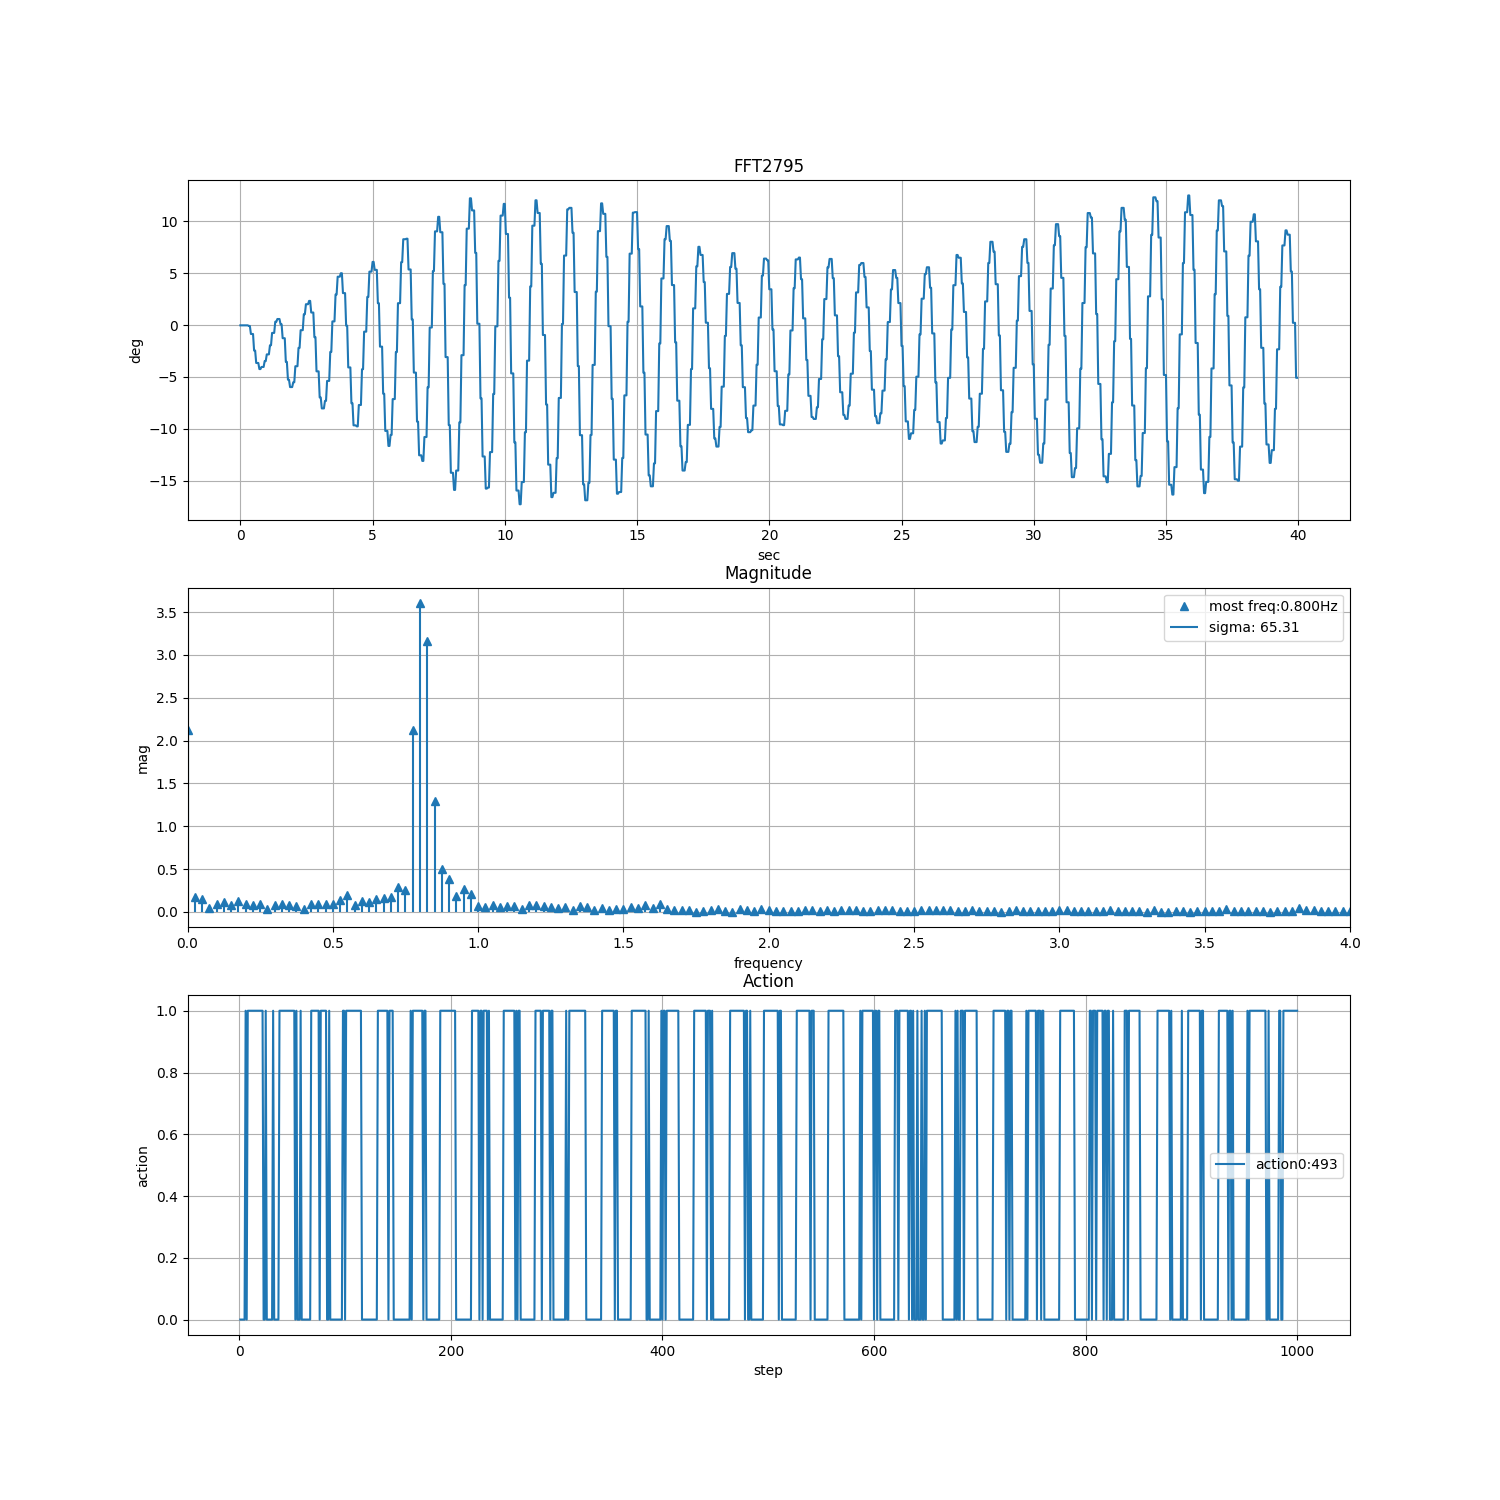 FFT2795
10
5
0
−5
−10
−15
deg
0 5 10 15 20 25 30 35 40
sec
Magnitude
3.5
3.0
2.5
2.0
1.5
1.0
0.5
0.0
mag
most freq:0.800Hz
sigma: 65.31
0.0 0.5 1.0 1.5 2.0 2.5 3.0 3.5 4.0
frequency
Action
1.0
0.8
0.6
0.4
0.2
0.0
action
action0:493
0 200 400 600 800 1000
step